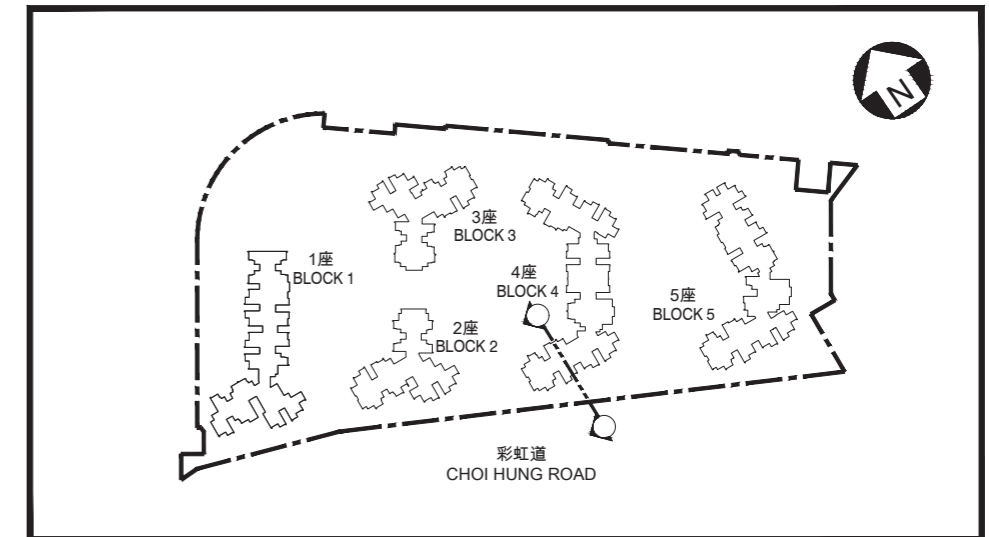 N
3座
BLOCK 3
1座
BLOCK 1
4座
BLOCK 4
5座
BLOCK 5
2座
BLOCK 2
彩虹道
CHOI HUNG ROAD